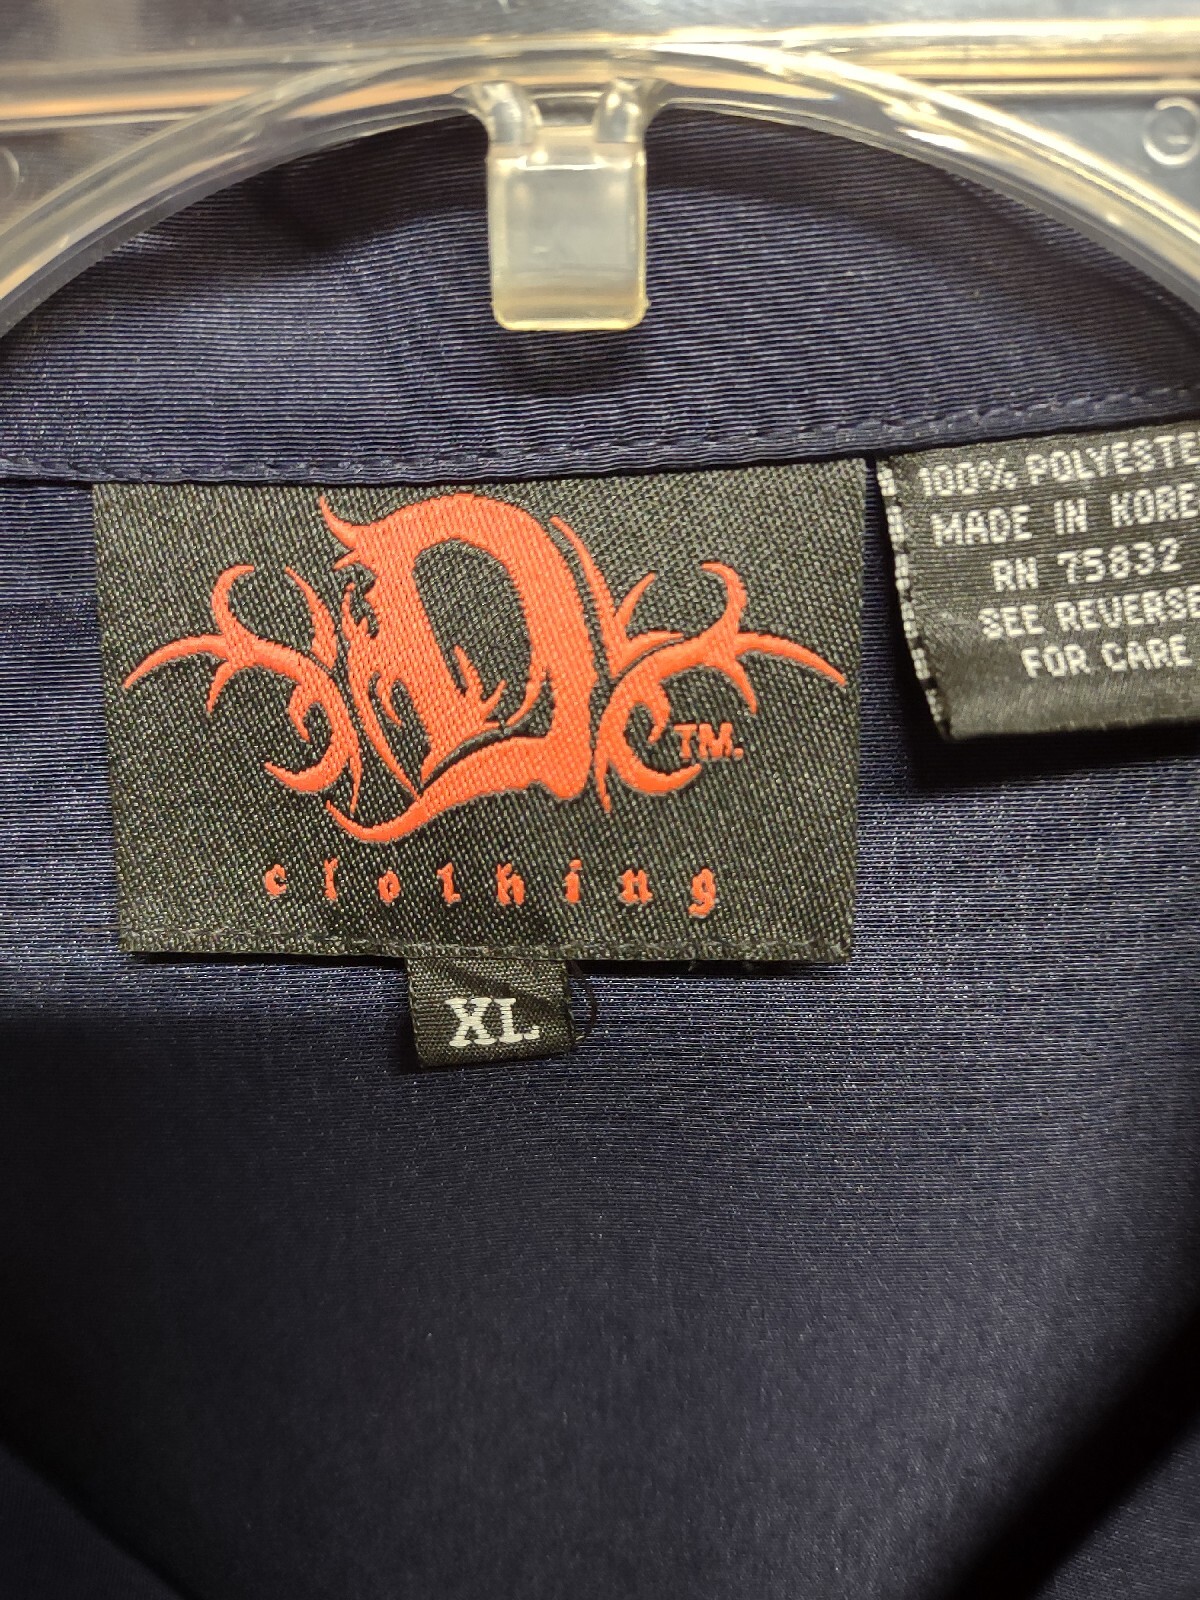 D
TM.
clothing
XL
100% POLYESTE
MADE IN KORE
RN 75832
SEE REVERSE
FOR CARE